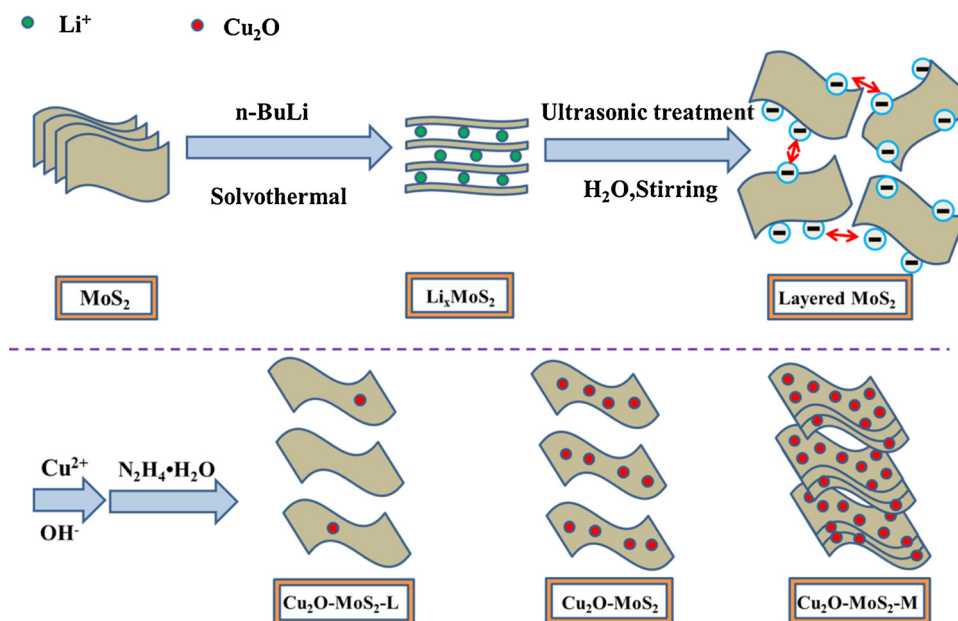 Li⁺
Cu₂O
n-BuLi
Solvothermal
Ultrasonic treatment
H₂O,Stirring
MoS₂
LiₓMoS₂
Layered MoS₂
Cu²⁺
OH⁻
N₂H₄•H₂O
Cu₂O-MoS₂-L
Cu₂O-MoS₂
Cu₂O-MoS₂-M